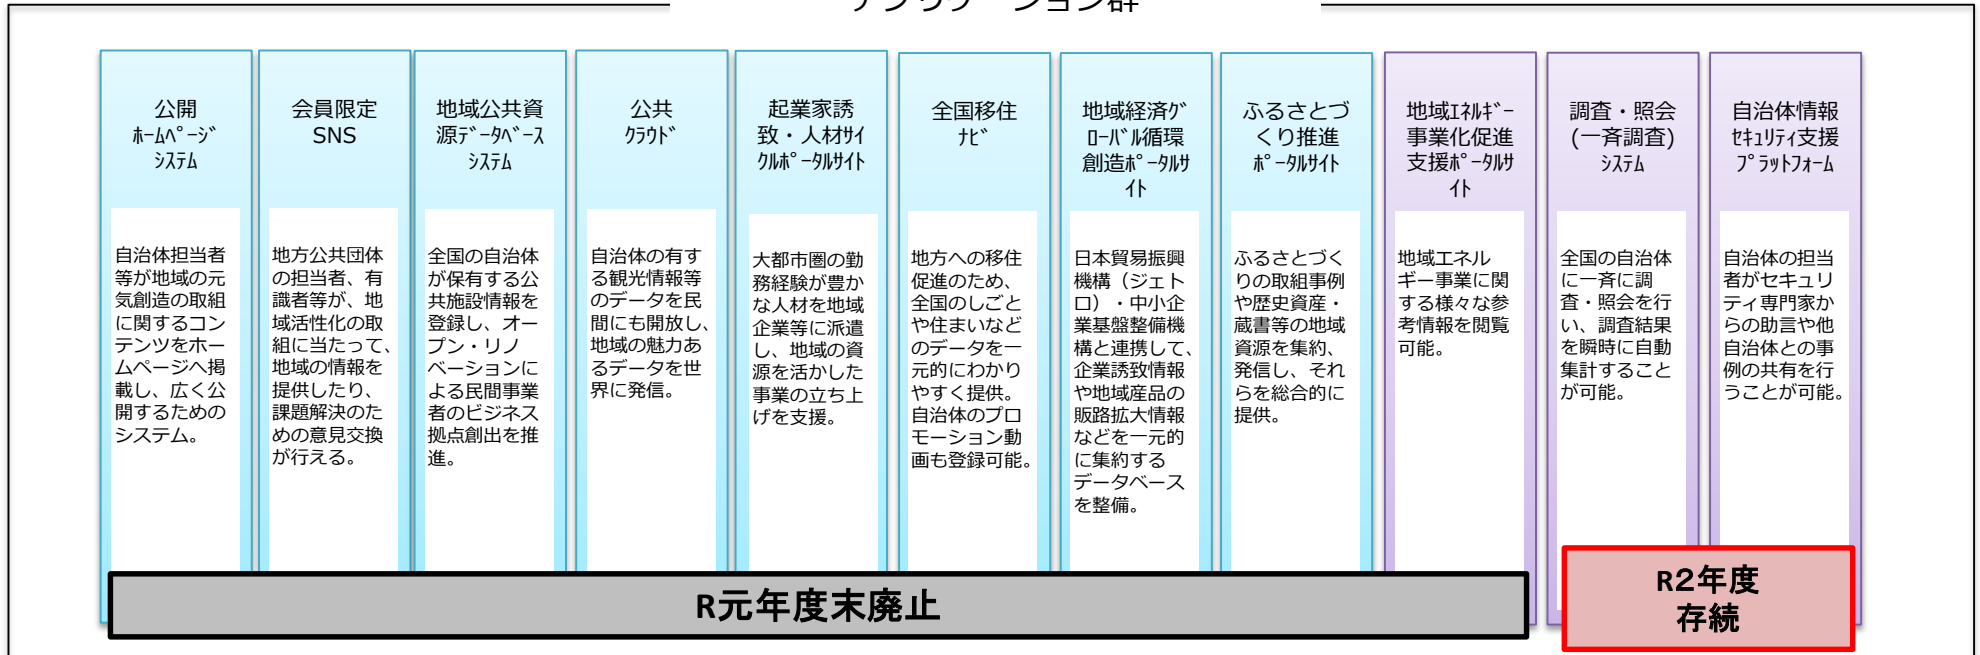 アプリケーション群
公開
ﾎｰﾑﾍﾟｰｼﾞ
ｼｽﾃﾑ
自治体担当者
等が地域の元
気創造の取組
に関するコン
テンツをホー
ムページへ掲
載し、広く公
開するための
システム。
会員限定
SNS
地方公共団体
の担当者、有
識者等が、地
域活性化の取
組に当たって、
地域の情報を
提供したり、
課題解決のた
めの意見交換
が行える。
地域公共資
源ﾃﾞｰﾀﾍﾞｰｽ
ｼｽﾃﾑ
全国の自治体
が保有する公
共施設情報を
登録し、オー
プン・リノ
ベーションに
よる民間事業
者のビジネス
拠点創出を推
進。
公共
ｸﾗｳﾄﾞ
自治体の有す
る観光情報等
のデータを民
間にも開放し、
地域の魅力あ
るデータを世
界に発信。
起業家誘
致・人材ｻｲ
ｸﾙﾎﾟｰﾀﾙｻｲﾄ
大都市圏の勤
務経験が豊か
な人材を地域
企業等に派遣
し、地域の資
源を活かした
事業の立ち上
げを支援。
全国移住
ﾅﾋﾞ
地方への移住
促進のため、
全国のしごと
や住まいなど
のデータを一
元的にわかり
やすく提供。
自治体のプロ
モーション動
画も登録可能。
地域経済ｸﾞ
ﾛｰﾊﾞﾙ循環
創造ﾎﾟｰﾀﾙｻ
ｲﾄ
日本貿易振興
機構（ジェト
ロ）・中小企
業基盤整備機
構と連携して、
企業誘致情報
や地域産品の
販路拡大情報
などを一元的
に集約する
データベース
を整備。
ふるさとづ
くり推進
ﾎﾟｰﾀﾙｻｲﾄ
ふるさとづく
りの取組事例
や歴史資産・
蔵書等の地域
資源を集約、
発信し、それ
らを総合的に
提供。
地域ｴﾈﾙｷﾞｰ
事業化促進
支援ﾎﾟｰﾀﾙｻ
ｲﾄ
地域エネル
ギー事業に関
する様々な参
考情報を閲覧
可能。
調査・照会
(一斉調査)
ｼｽﾃﾑ
全国の自治体
に一斉に調
査・照会を行
い、調査結果
を瞬時に自動
集計すること
が可能。
自治体情報
ｾｷｭﾘﾃｨ支援
ﾌﾟﾗｯﾄﾌｫｰﾑ
自治体の担当
者がセキュリ
ティ専門家か
らの助言や他
自治体との事
例の共有を行
うことが可能。
R元年度末廃止
R2年度
存続